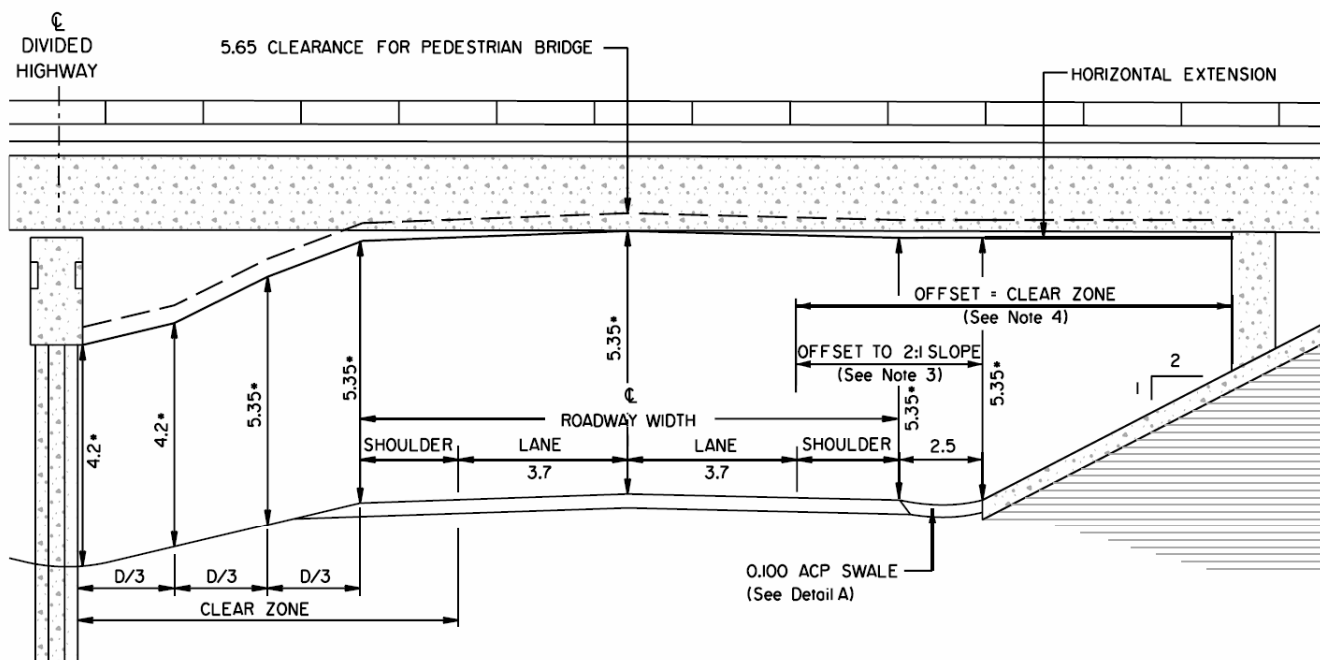 ℄
DIVIDED
HIGHWAY
5.65 CLEARANCE FOR PEDESTRIAN BRIDGE
HORIZONTAL EXTENSION
OFFSET = CLEAR ZONE
(See Note 4)
OFFSET TO 2:1 SLOPE
(See Note 3)
2
1
4.2*
4.2*
5.35*
5.35*
5.35*
5.35*
5.35*
℄
ROADWAY WIDTH
SHOULDER
LANE
LANE
SHOULDER
2.5
3.7
3.7
D/3
D/3
D/3
CLEAR ZONE
0.100 ACP SWALE
(See Detail A)